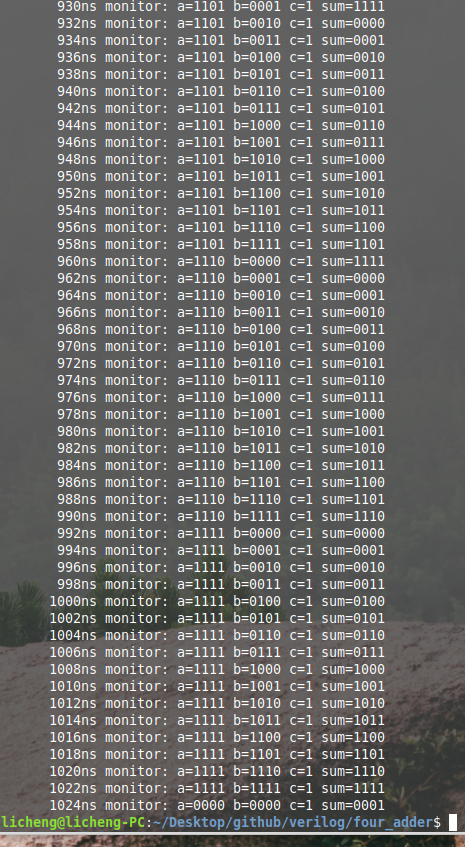 930ns monitor: a=1101 b=0001 c=1 sum=1111
932ns monitor: a=1101 b=0010 c=1 sum=0000
934ns monitor: a=1101 b=0011 c=1 sum=0001
936ns monitor: a=1101 b=0100 c=1 sum=0010
938ns monitor: a=1101 b=0101 c=1 sum=0011
940ns monitor: a=1101 b=0110 c=1 sum=0100
942ns monitor: a=1101 b=0111 c=1 sum=0101
944ns monitor: a=1101 b=1000 c=1 sum=0110
946ns monitor: a=1101 b=1001 c=1 sum=0111
948ns monitor: a=1101 b=1010 c=1 sum=1000
950ns monitor: a=1101 b=1011 c=1 sum=1001
952ns monitor: a=1101 b=1100 c=1 sum=1010
954ns monitor: a=1101 b=1101 c=1 sum=1011
956ns monitor: a=1101 b=1110 c=1 sum=1100
958ns monitor: a=1101 b=1111 c=1 sum=1101
960ns monitor: a=1110 b=0000 c=1 sum=1111
962ns monitor: a=1110 b=0001 c=1 sum=0000
964ns monitor: a=1110 b=0010 c=1 sum=0001
966ns monitor: a=1110 b=0011 c=1 sum=0010
968ns monitor: a=1110 b=0100 c=1 sum=0011
970ns monitor: a=1110 b=0101 c=1 sum=0100
972ns monitor: a=1110 b=0110 c=1 sum=0101
974ns monitor: a=1110 b=0111 c=1 sum=0110
976ns monitor: a=1110 b=1000 c=1 sum=0111
978ns monitor: a=1110 b=1001 c=1 sum=1000
980ns monitor: a=1110 b=1010 c=1 sum=1001
982ns monitor: a=1110 b=1011 c=1 sum=1010
984ns monitor: a=1110 b=1100 c=1 sum=1011
986ns monitor: a=1110 b=1101 c=1 sum=1100
988ns monitor: a=1110 b=1110 c=1 sum=1101
990ns monitor: a=1110 b=1111 c=1 sum=1110
992ns monitor: a=1111 b=0000 c=1 sum=0000
994ns monitor: a=1111 b=0001 c=1 sum=0001
996ns monitor: a=1111 b=0010 c=1 sum=0010
998ns monitor: a=1111 b=0011 c=1 sum=0011
1000ns monitor: a=1111 b=0100 c=1 sum=0100
1002ns monitor: a=1111 b=0101 c=1 sum=0101
1004ns monitor: a=1111 b=0110 c=1 sum=0110
1006ns monitor: a=1111 b=0111 c=1 sum=0111
1008ns monitor: a=1111 b=1000 c=1 sum=1000
1010ns monitor: a=1111 b=1001 c=1 sum=1001
1012ns monitor: a=1111 b=1010 c=1 sum=1010
1014ns monitor: a=1111 b=1011 c=1 sum=1011
1016ns monitor: a=1111 b=1100 c=1 sum=1100
1018ns monitor: a=1111 b=1101 c=1 sum=1101
1020ns monitor: a=1111 b=1110 c=1 sum=1110
1022ns monitor: a=1111 b=1111 c=1 sum=1111
1024ns monitor: a=0000 b=0000 c=1 sum=0001
licheng@licheng-PC:~/Desktop/github/verilog/four_adder$